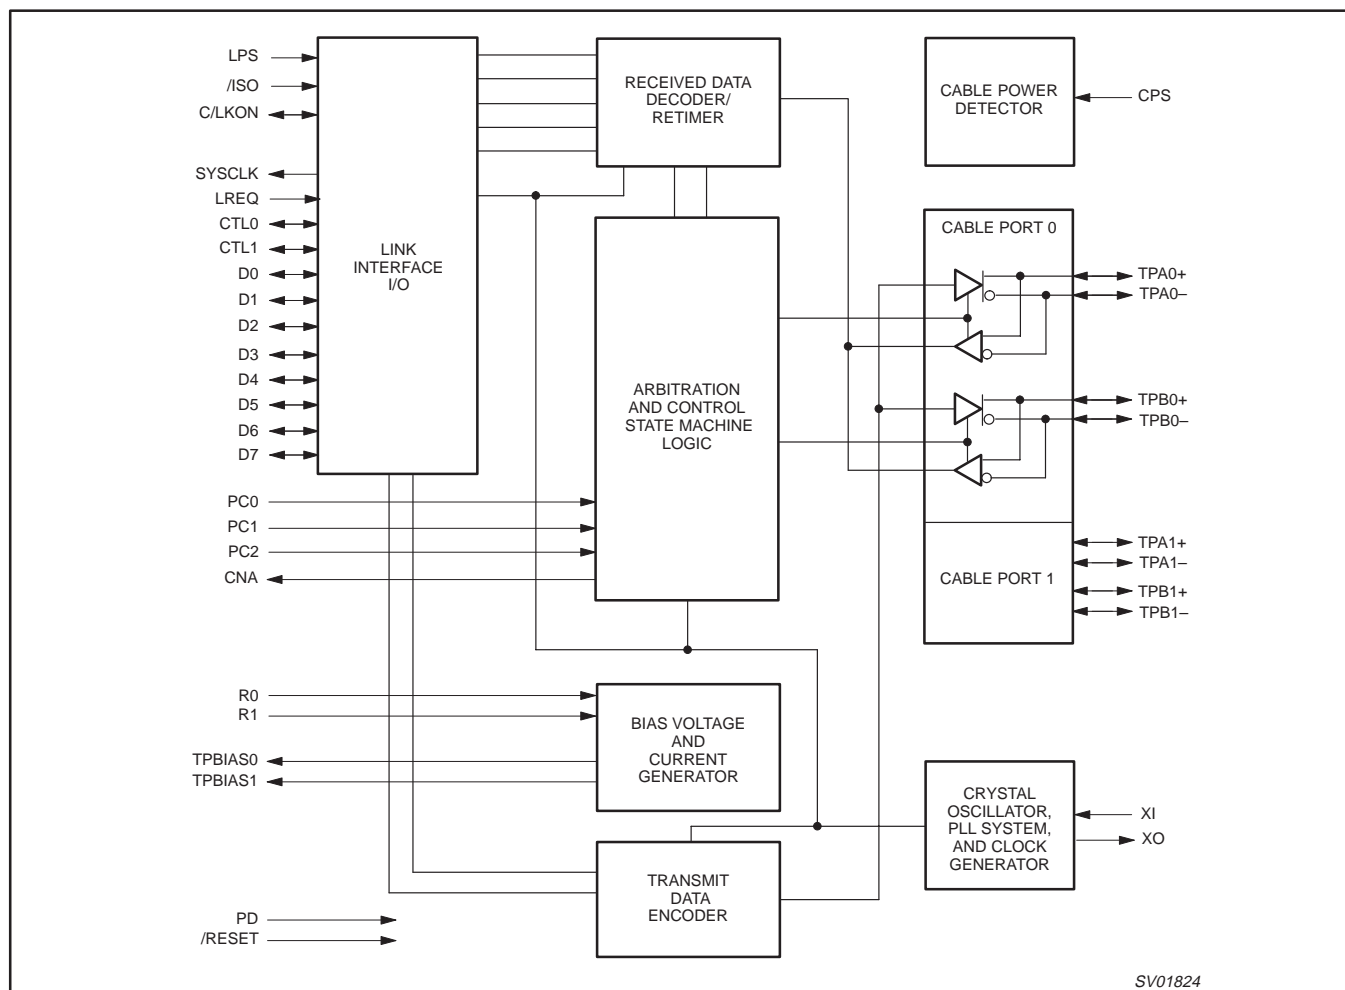 LPS
/ISO
C/LKON
SYSCLK
LREQ
CTL0
CTL1
D0
D1
D2
D3
D4
D5
D6
D7
PC0
PC1
PC2
CNA
R0
R1
TPBIAS0
TPBIAS1
PD
/RESET
LINK
INTERFACE
I/O
RECEIVED DATA
DECODER/
RETIMER
ARBITRATION
AND CONTROL
STATE MACHINE
LOGIC
BIAS VOLTAGE
AND
CURRENT
GENERATOR
TRANSMIT
DATA
ENCODER
CABLE POWER
DETECTOR
CPS
CABLE PORT 0
TPA0+
TPA0–
TPB0+
TPB0–
CABLE PORT 1
TPA1+
TPA1–
TPB1+
TPB1–
CRYSTAL
OSCILLATOR,
PLL SYSTEM,
AND CLOCK
GENERATOR
XI
XO
SV01824